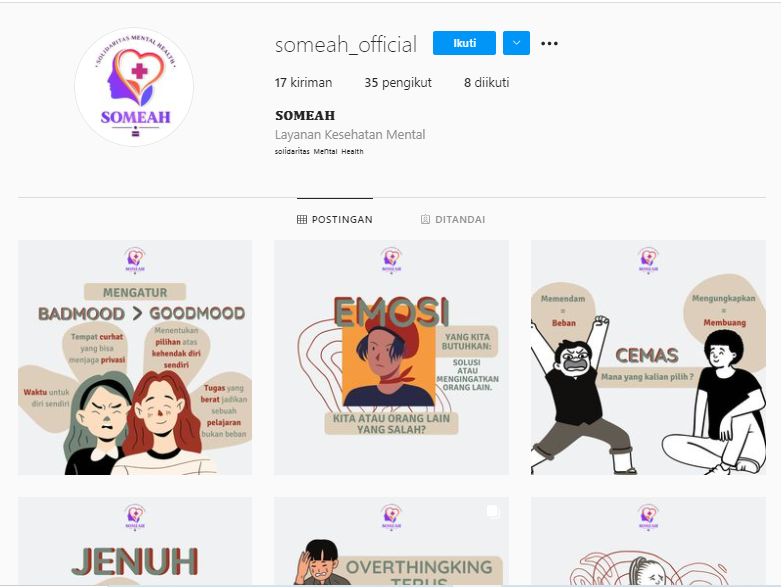 SOLIDARITAS MENTAL HEALTH
SOMEAH
someah_official
Ikuti
17 kiriman 35 pengikut 8 diikuti
SOMEAH
Layanan Kesehatan Mental
solidaritas Mental Health
POSTINGAN DITANDAI
SOMEAH
MENGATUR
BADMOOD > GOODMOOD
Tempat curhat
yang bisa
menjaga privasi
Menentukan
pilihan atas
kehendak diri
sendiri
Waktu untuk
diri sendiri
Tugas yang
berat jadikan
sebuah
pelajaran
bukan beban
SOMEAH
EMOSI
YANG KITA
BUTUHKAN:
SOLUSI
ATAU
MENGINGATKAN
ORANG LAIN.
KITA ATAU ORANG LAIN
YANG SALAH?
SOMEAH
Memendam
=
Beban
Mengungkapkan
=
Membuang
CEMAS
Mana yang kalian pilih ?
SOMEAH
JENUH
SOMEAH
OVERTHINGKING
TERUS
SOMEAH